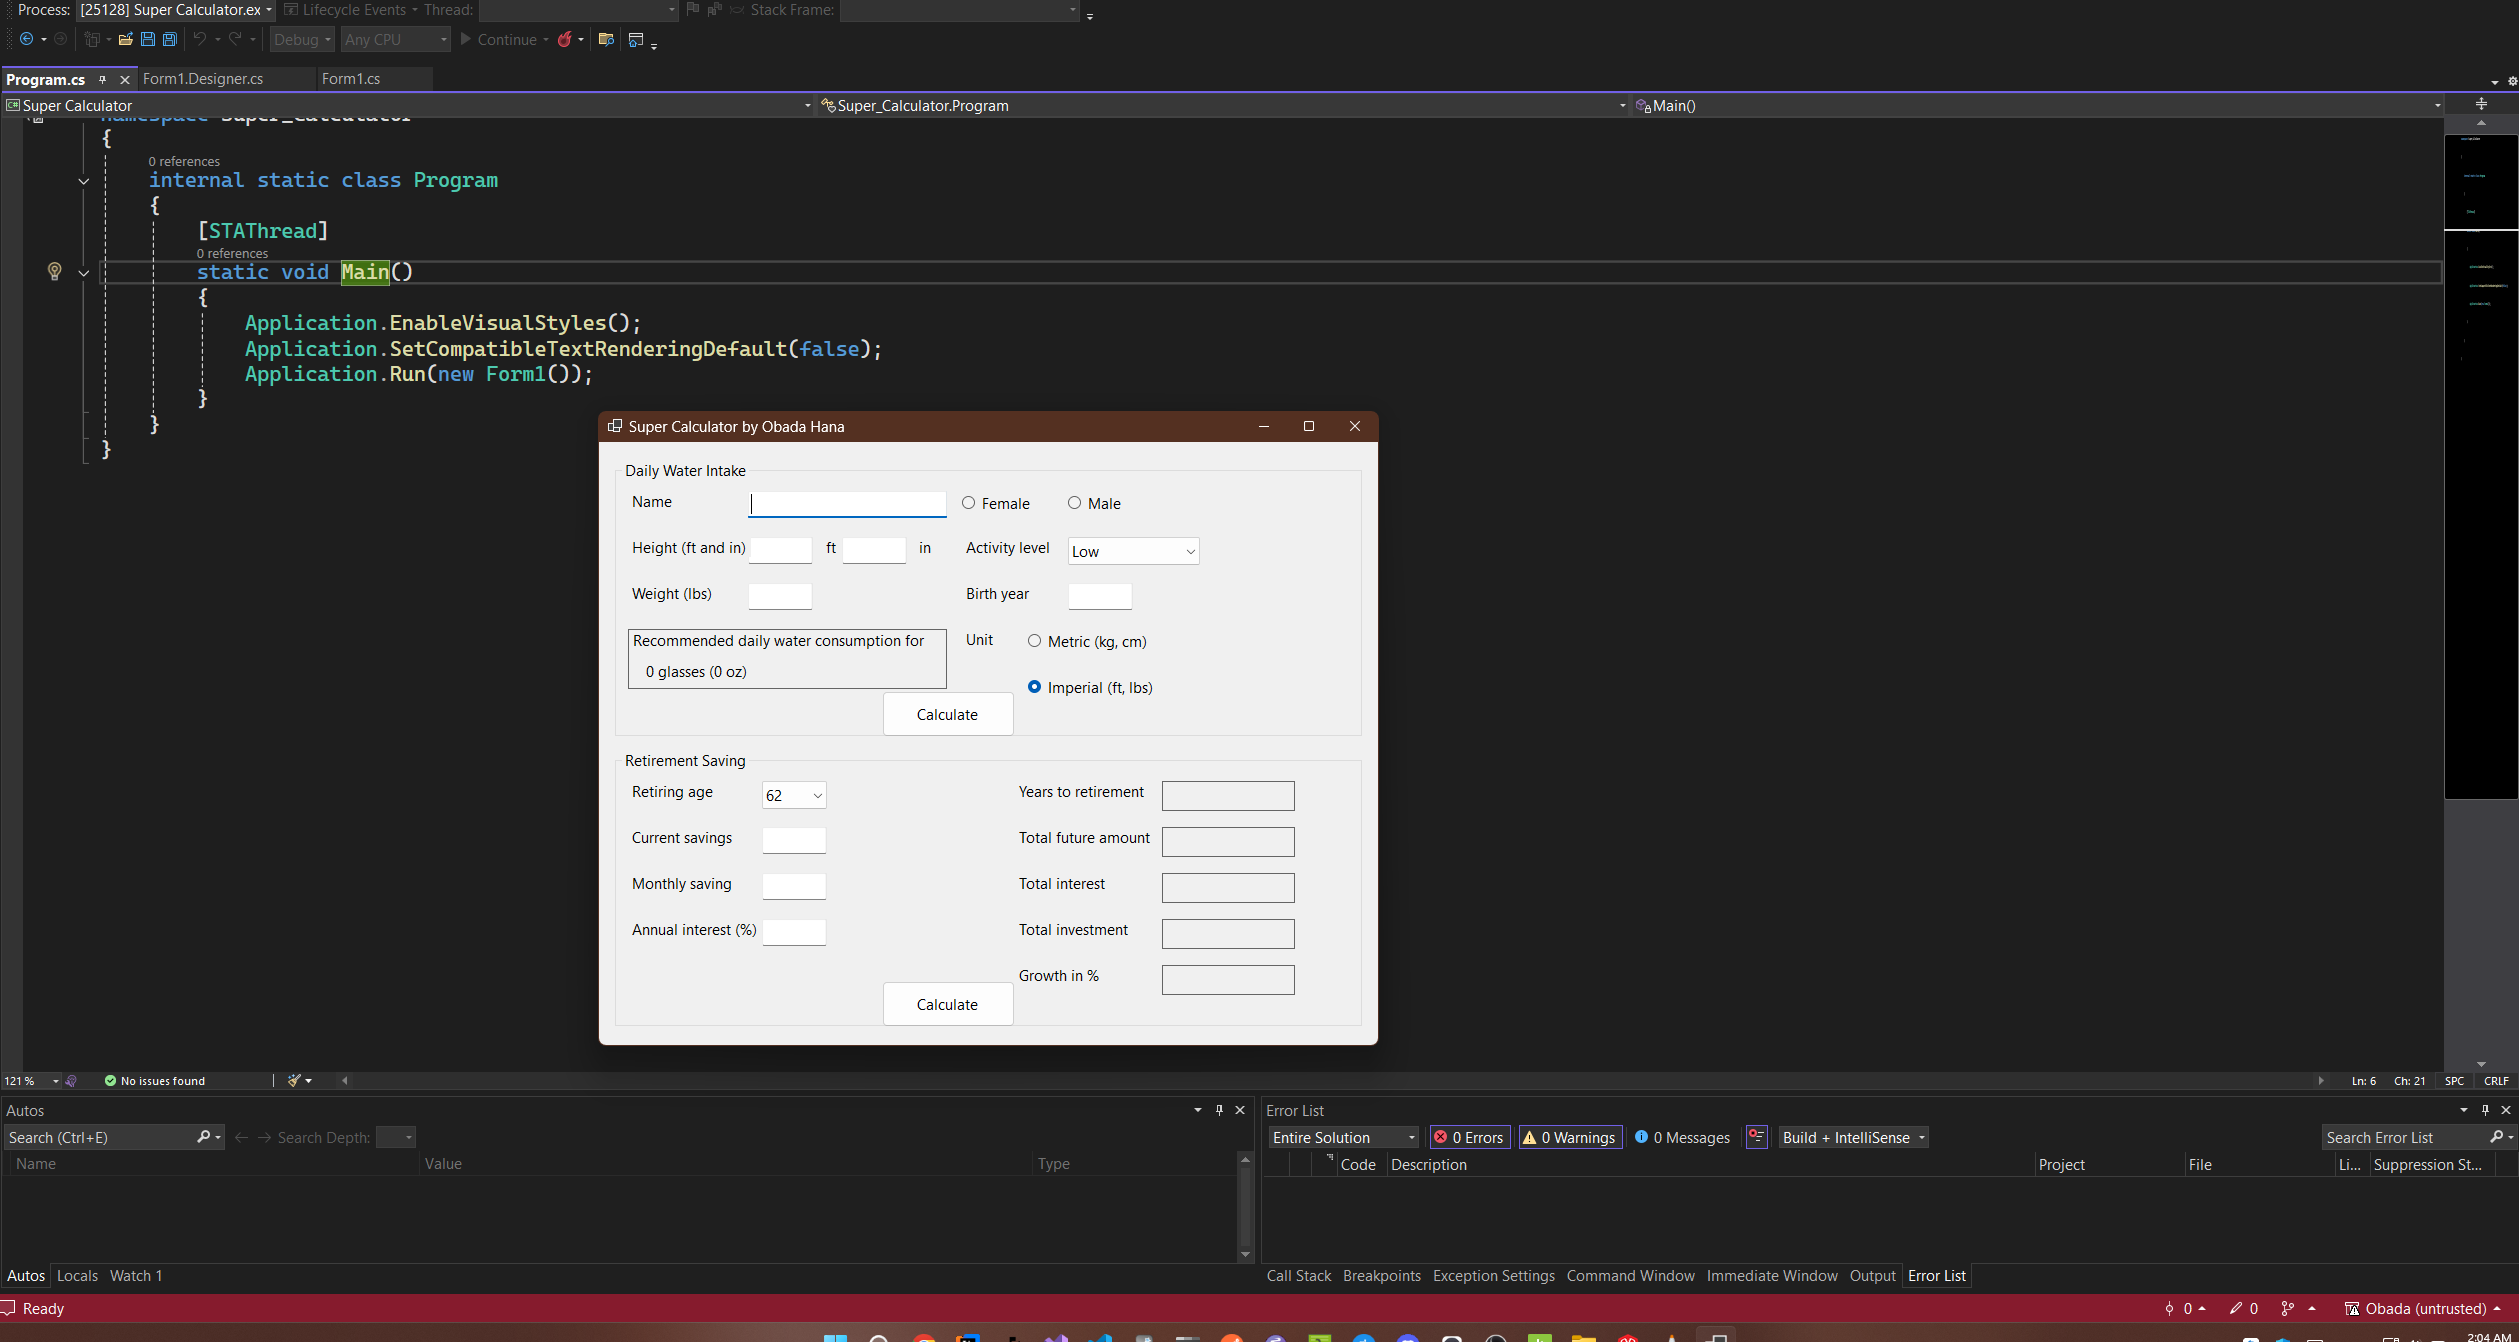 Process: [25128] Super Calculator.ex Lifecycle Events Thread: Stack Frame:
Debug Any CPU Continue
Program.cs Form1.Designer.cs Form1.cs
Super Calculator Super_Calculator.Program Main()
namespace Super_Calculator
{
0 references
internal static class Program
{
[STAThread]
0 references
static void Main()
{
Application.EnableVisualStyles();
Application.SetCompatibleTextRenderingDefault(false);
Application.Run(new Form1());
}
}
}
Super Calculator by Obada Hana
Daily Water Intake
Name Female Male
Height (ft and in) ft in Activity level Low
Weight (lbs) Birth year
Recommended daily water consumption for Unit Metric (kg, cm)
0 glasses (0 oz)
Imperial (ft, lbs)
Calculate
Retirement Saving
Retiring age 62 Years to retirement
Current savings Total future amount
Monthly saving Total interest
Annual interest (%) Total investment
Growth in %
Calculate
121 % No issues found Ln: 6 Ch: 21 SPC CRLF
Autos
Search (Ctrl+E) Search Depth:
Name Value Type
Autos Locals Watch 1
Error List
Entire Solution 0 Errors 0 Warnings 0 Messages Build + IntelliSense Search Error List
Code Description Project File Li... Suppression St...
Call Stack Breakpoints Exception Settings Command Window Immediate Window Output Error List
Ready 0 0 Obada (untrusted)
2:04 AM